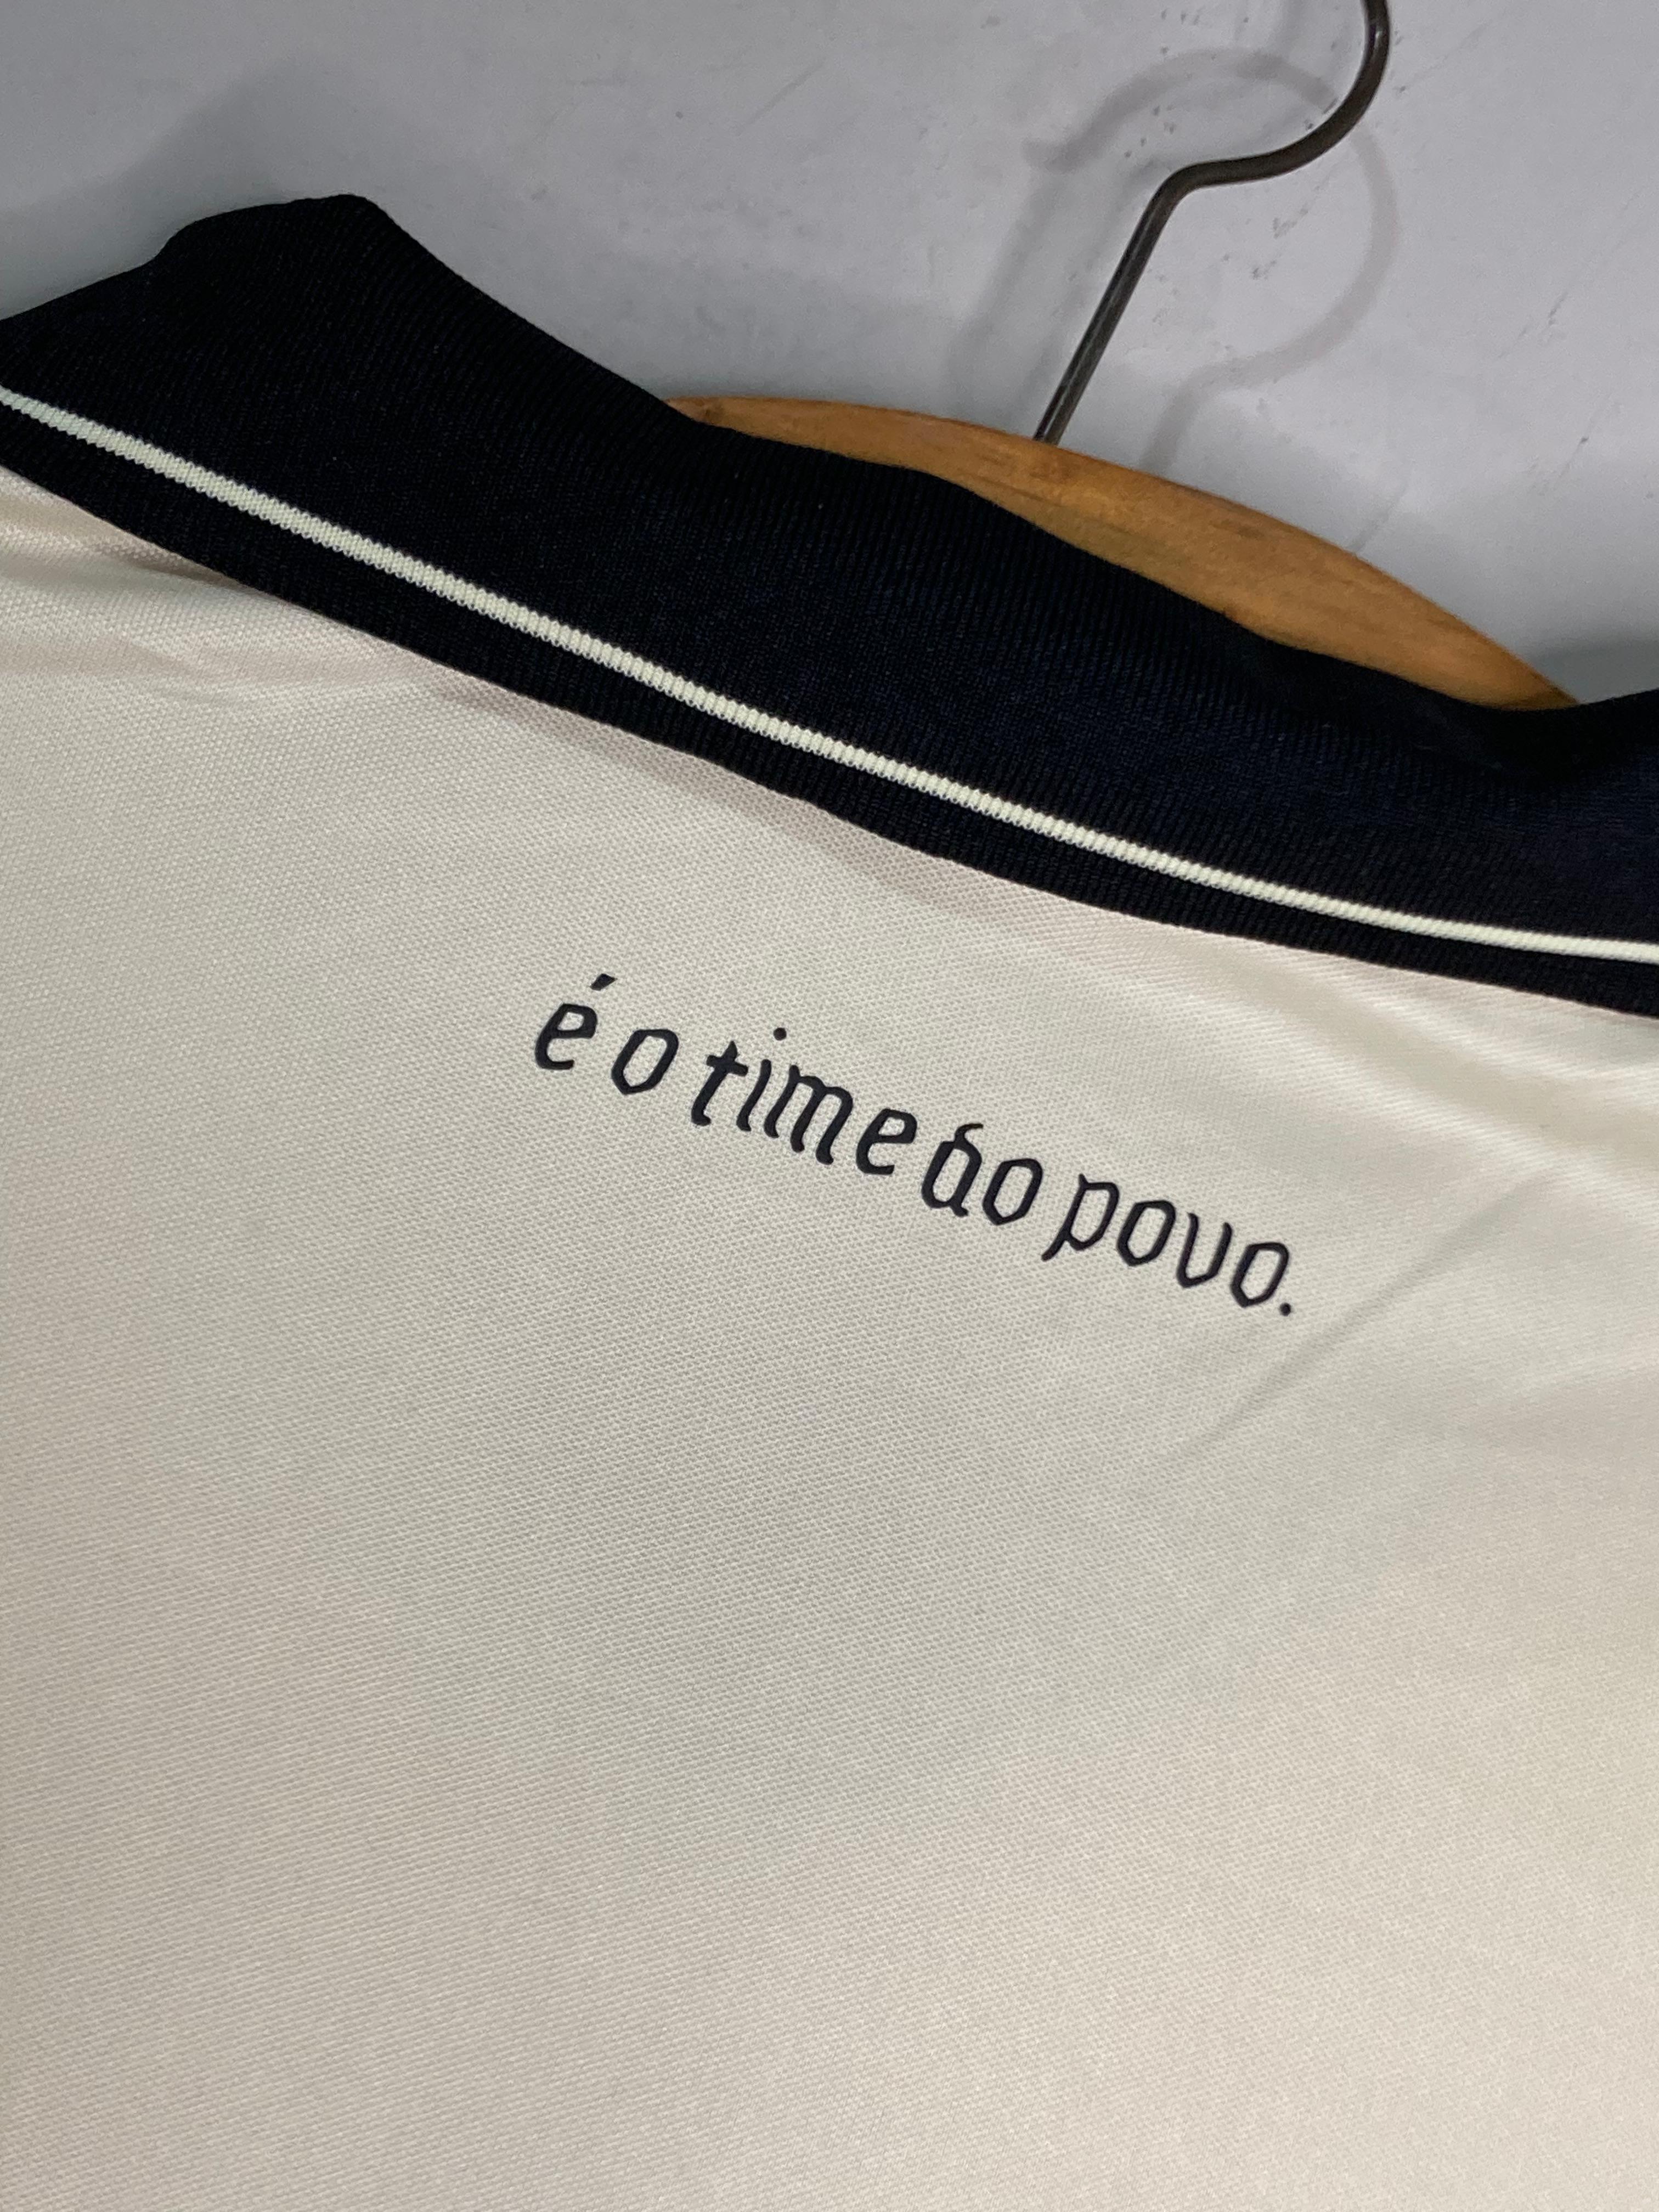 é o time do povo.